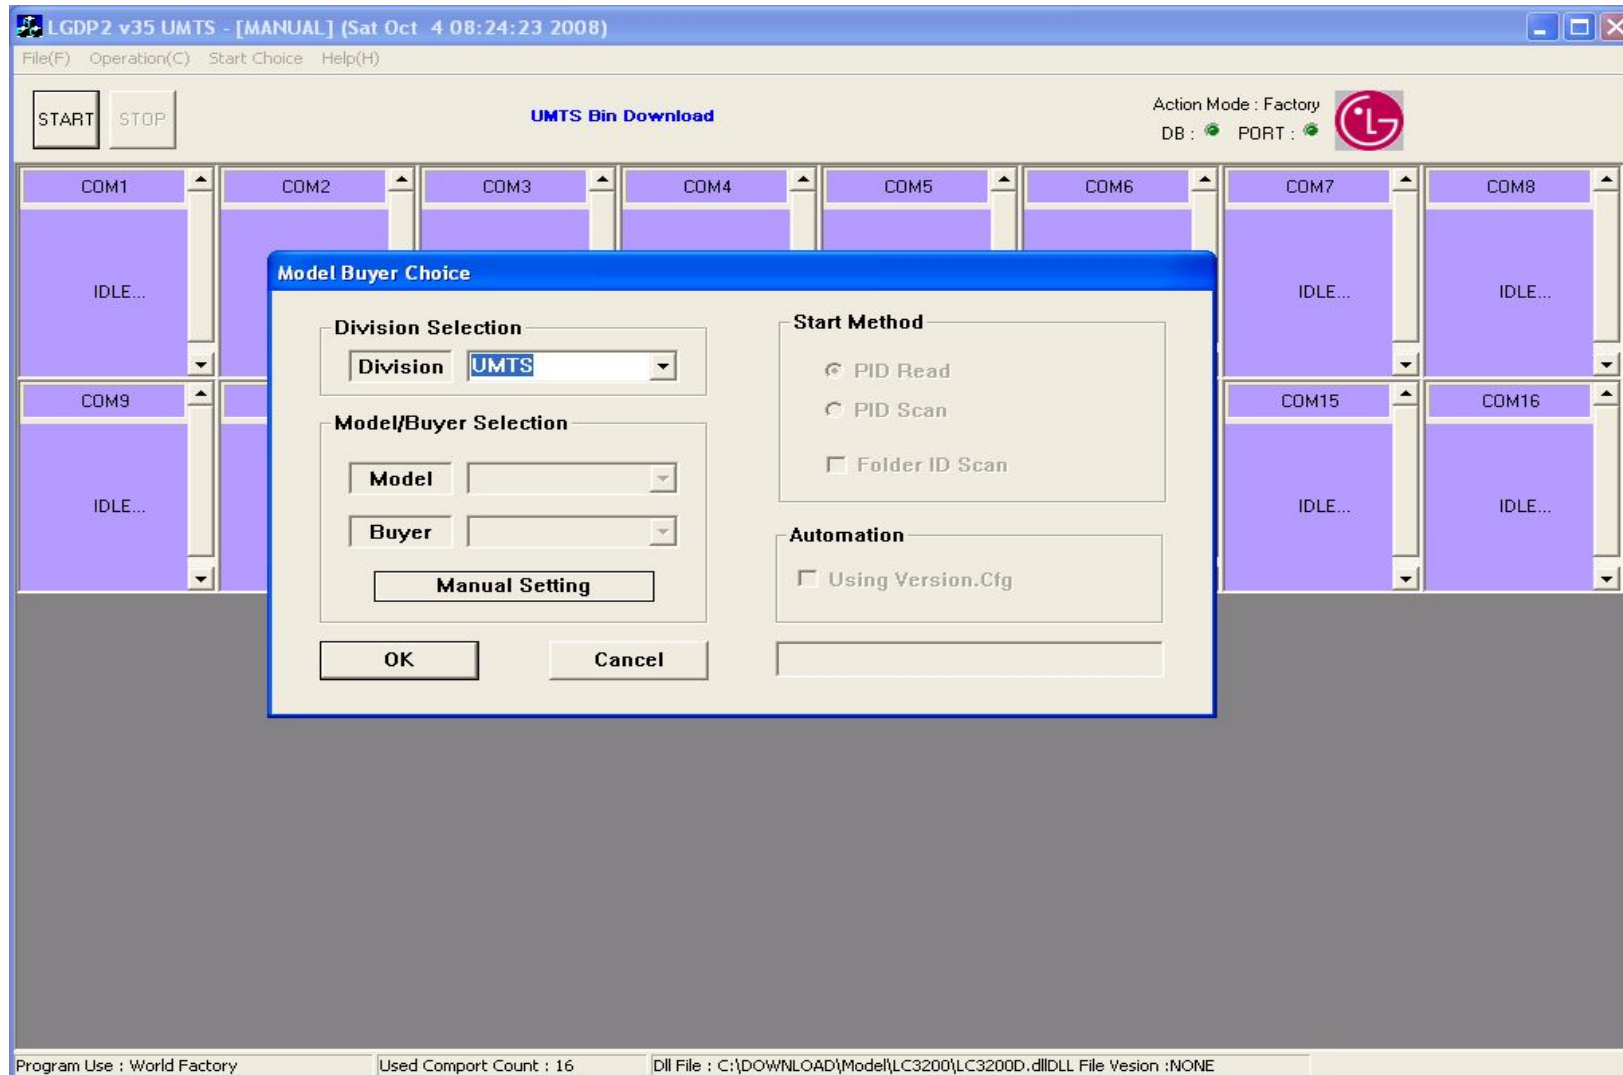 LGDP2 v35 UMTS - [MANUAL] (Sat Oct 4 08:24:23 2008)
File(F) Operation(C) Start Choice Help(H)
START STOP
UMTS Bin Download
Action Mode : Factory
DB : PORT :
COM1 COM2 COM3 COM4 COM5 COM6 COM7 COM8
IDLE... IDLE... IDLE...
COM9 COM15 COM16
IDLE... IDLE... IDLE...
Model Buyer Choice
Division Selection
Division UMTS
Model/Buyer Selection
Model
Buyer
Manual Setting
OK Cancel
Start Method
PID Read
PID Scan
Folder ID Scan
Automation
Using Version.Cfg
Program Use : World Factory Used Comport Count : 16 Dll File : C:\DOWNLOAD\Model\LC3200\LC3200D.dllDLL File Vesion :NONE